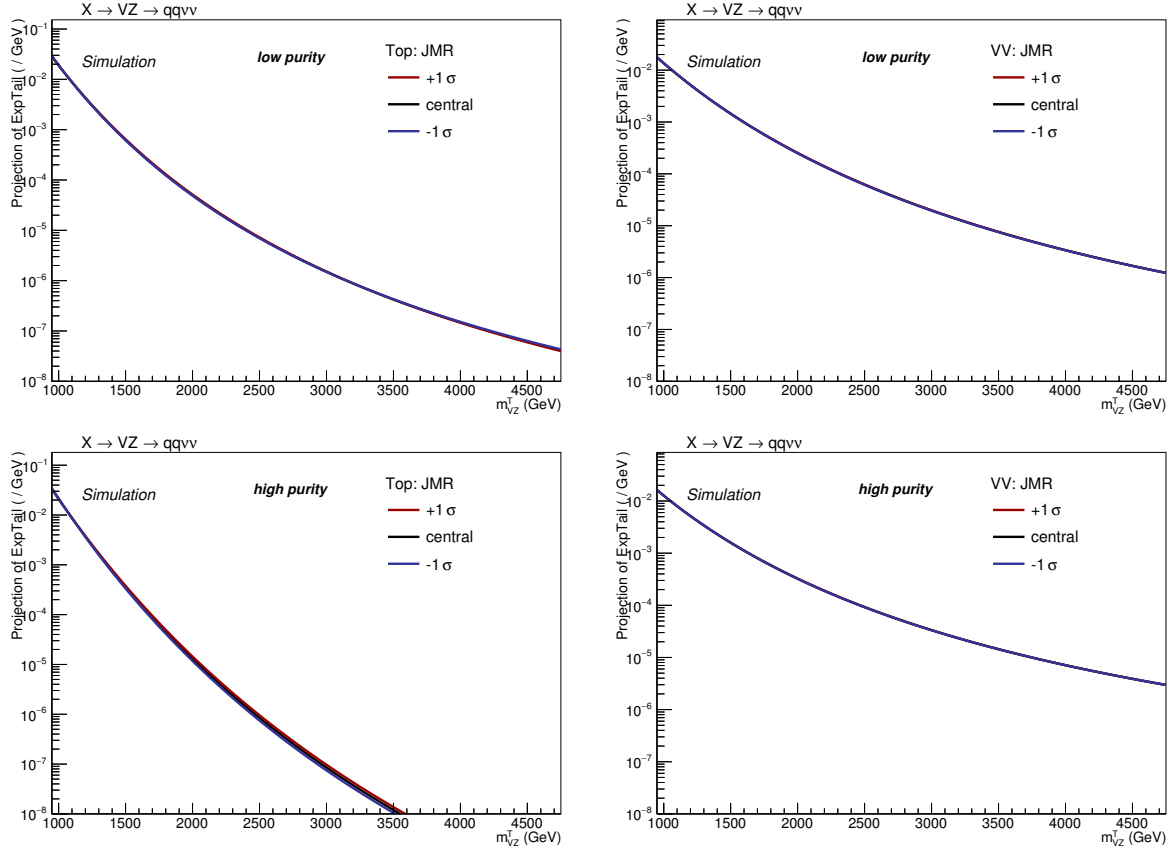 X → VZ → qqνν
Projection of ExpTail ( / GeV )
Simulation
low purity
Top: JMR
+1 σ
central
-1 σ
10⁻¹
10⁻²
10⁻³
10⁻⁴
10⁻⁵
10⁻⁶
10⁻⁷
10⁻⁸
1000 1500 2000 2500 3000 3500 4000 4500
m^T_VZ (GeV)
X → VZ → qqνν
Projection of ExpTail ( / GeV )
Simulation
low purity
VV: JMR
+1 σ
central
-1 σ
10⁻²
10⁻³
10⁻⁴
10⁻⁵
10⁻⁶
10⁻⁷
10⁻⁸
1000 1500 2000 2500 3000 3500 4000 4500
m^T_VZ (GeV)
X → VZ → qqνν
Projection of ExpTail ( / GeV )
Simulation
high purity
Top: JMR
+1 σ
central
-1 σ
10⁻¹
10⁻²
10⁻³
10⁻⁴
10⁻⁵
10⁻⁶
10⁻⁷
10⁻⁸
1000 1500 2000 2500 3000 3500 4000 4500
m^T_VZ (GeV)
X → VZ → qqνν
Projection of ExpTail ( / GeV )
Simulation
high purity
VV: JMR
+1 σ
central
-1 σ
10⁻²
10⁻³
10⁻⁴
10⁻⁵
10⁻⁶
10⁻⁷
10⁻⁸
1000 1500 2000 2500 3000 3500 4000 4500
m^T_VZ (GeV)